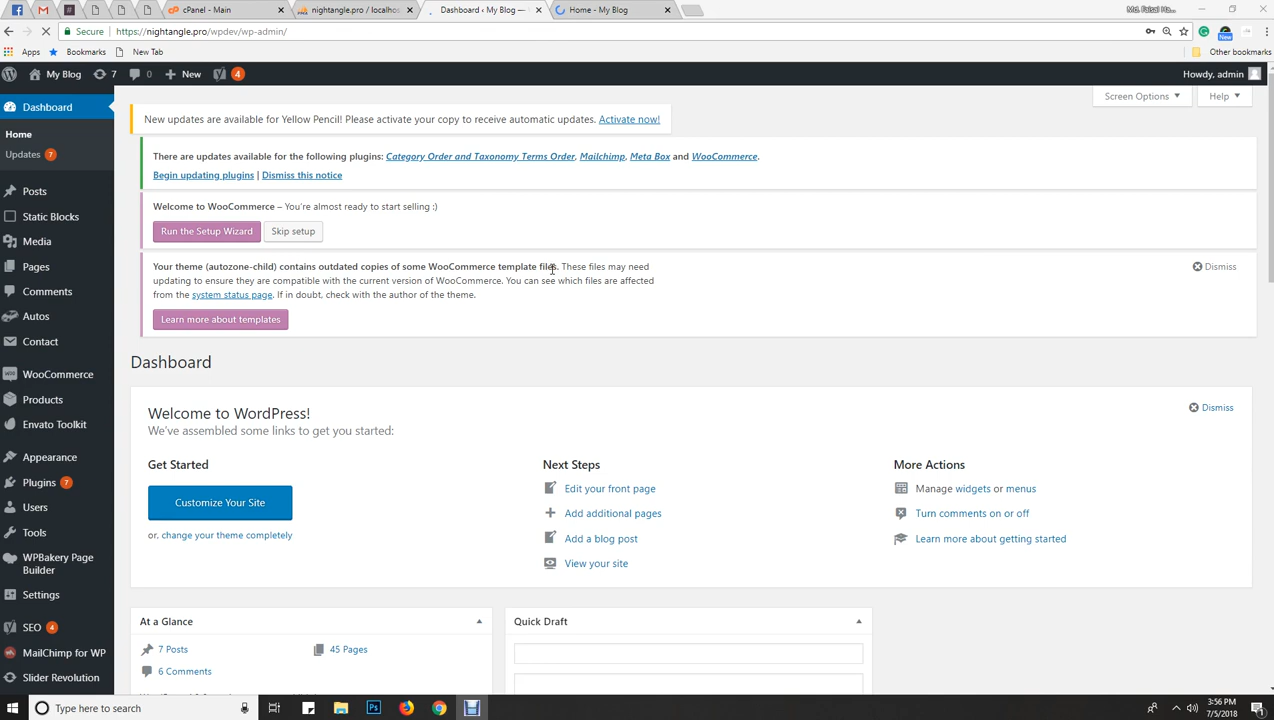 cPanel - Main
nightangle.pro / localhos
Dashboard ‹ My Blog —
Home - My Blog
Md. Faisal Ha...
Secure
https://nightangle.pro/wpdev/wp-admin/
New
Apps
Bookmarks
New Tab
Other bookmarks
My Blog
7
0
New
4
Howdy, admin
Dashboard
Home
Updates 7
Posts
Static Blocks
Media
Pages
Comments
Autos
Contact
WooCommerce
Products
Envato Toolkit
Appearance
Plugins 7
Users
Tools
WPBakery Page
Builder
Settings
SEO 4
MailChimp for WP
Slider Revolution
Screen Options
Help
New updates are available for Yellow Pencil! Please activate your copy to receive automatic updates. Activate now!
There are updates available for the following plugins: Category Order and Taxonomy Terms Order, Mailchimp, Meta Box and WooCommerce.
Begin updating plugins | Dismiss this notice
Welcome to WooCommerce – You're almost ready to start selling :)
Run the Setup Wizard
Skip setup
Your theme (autozone-child) contains outdated copies of some WooCommerce template files. These files may need
updating to ensure they are compatible with the current version of WooCommerce. You can see which files are affected
from the system status page. If in doubt, check with the author of the theme.
Dismiss
Learn more about templates
Dashboard
Welcome to WordPress!
We've assembled some links to get you started:
Dismiss
Get Started
Customize Your Site
or, change your theme completely
Next Steps
Edit your front page
Add additional pages
Add a blog post
View your site
More Actions
Manage widgets or menus
Turn comments on or off
Learn more about getting started
At a Glance
7 Posts
45 Pages
6 Comments
Quick Draft
Type here to search
3:56 PM
7/5/2018